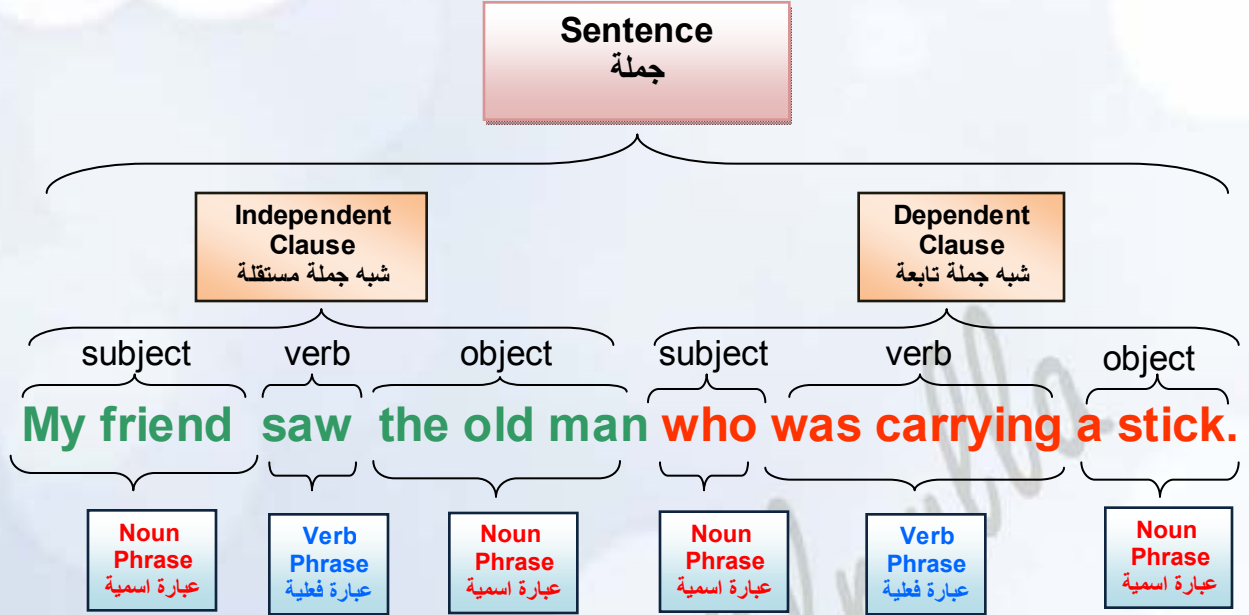 Sentence
جملة
Independent
Clause
شبه جملة مستقلة
Dependent
Clause
شبه جملة تابعة
subject verb object subject verb object
My friend saw the old man who was carrying a stick.
Noun
Phrase
عبارة اسمية
Verb
Phrase
عبارة فعلية
Noun
Phrase
عبارة اسمية
Noun
Phrase
عبارة اسمية
Verb
Phrase
عبارة فعلية
Noun
Phrase
عبارة اسمية